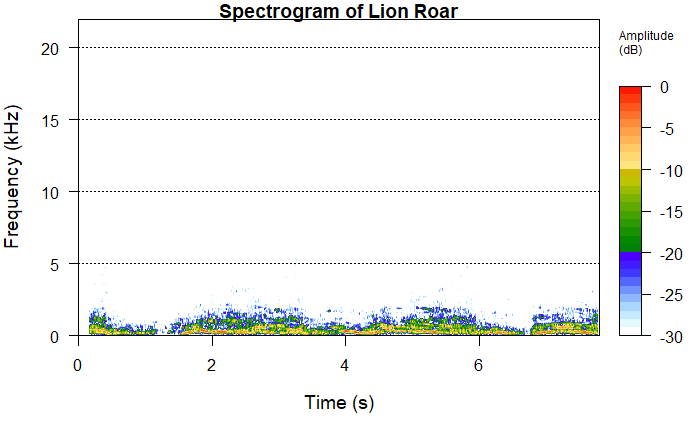 Spectrogram of Lion Roar
Amplitude
(dB)
0
-5
-10
-15
-20
-25
-30
20
15
10
5
0
Frequency (kHz)
0 2 4 6
Time (s)